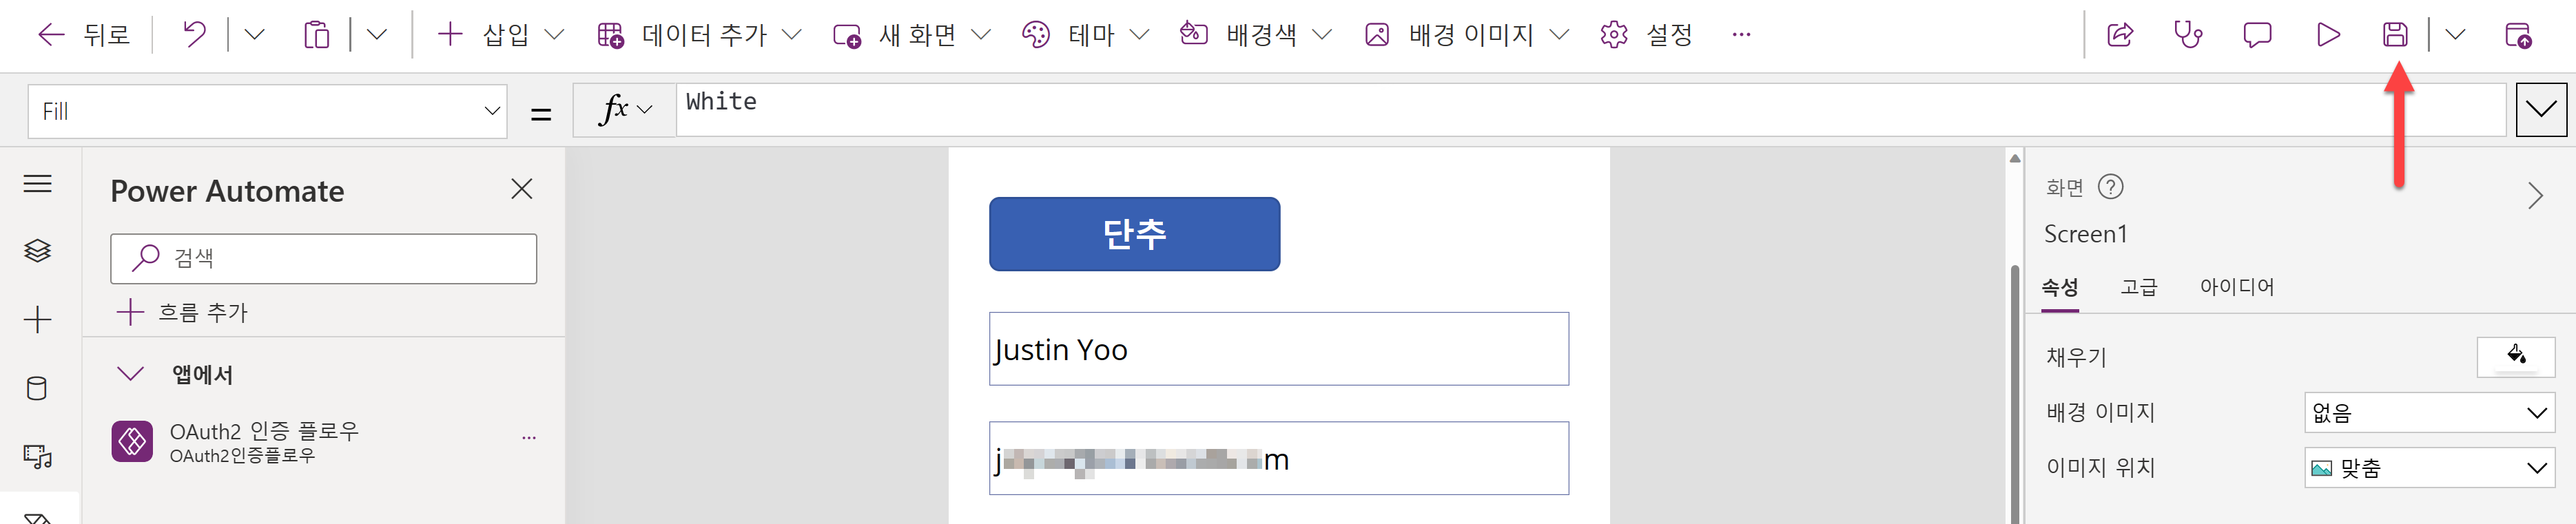 뒤로 삽입 데이터 추가 새 화면 테마 배경색 배경 이미지 설정 ···
Fill = fx White
Power Automate
검색
흐름 추가
앱에서
OAuth2 인증 플로우 ···
OAuth2인증플로우
단추
Justin Yoo
화면 ?
Screen1
속성 고급 아이디어
채우기
배경 이미지 없음
이미지 위치 맞춤